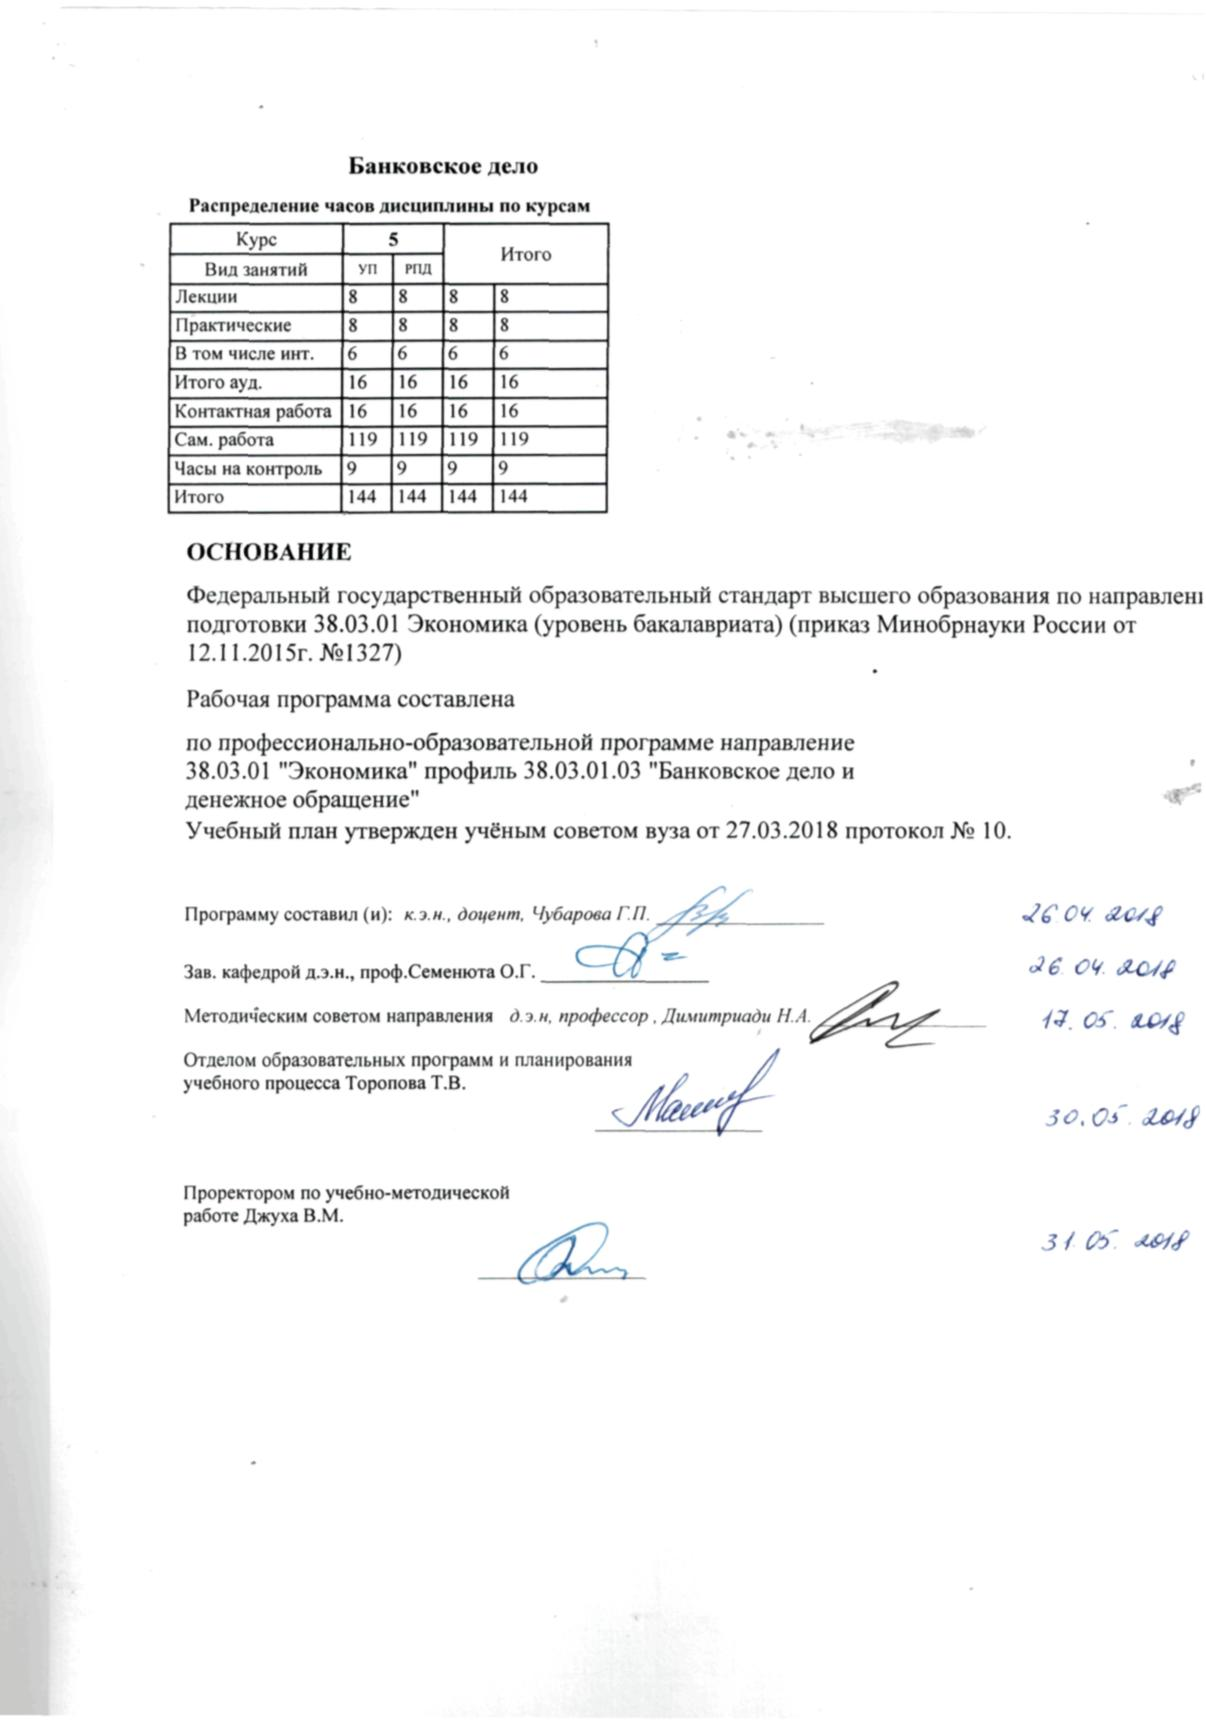 Банковское дело
Распределение часов дисциплины по курсам
Курс 5 Итого
Вид занятий УП РПД
Лекции 8 8 8 8
Практические 8 8 8 8
В том числе инт. 6 6 6 6
Итого ауд. 16 16 16 16
Контактная работа 16 16 16 16
Сам. работа 119 119 119 119
Часы на контроль 9 9 9 9
Итого 144 144 144 144
ОСНОВАНИЕ
Федеральный государственный образовательный стандарт высшего образования по направлени
подготовки 38.03.01 Экономика (уровень бакалавриата) (приказ Минобрнауки России от
12.11.2015г. №1327)
Рабочая программа составлена
по профессионально-образовательной программе направление
38.03.01 "Экономика" профиль 38.03.01.03 "Банковское дело и
денежное обращение"
Учебный план утвержден учёным советом вуза от 27.03.2018 протокол № 10.
Программу составил (и): к.э.н., доцент, Чубарова Г.П. 26.04.2018
Зав. кафедрой д.э.н., проф.Семенюта О.Г. 26.04.2018
Методическим советом направления д.э.н, профессор , Димитриади Н.А. 17.05.2018
Отделом образовательных программ и планирования
учебного процесса Торопова Т.В.
30.05.2018
Проректором по учебно-методической
работе Джуха В.М.
31.05.2018